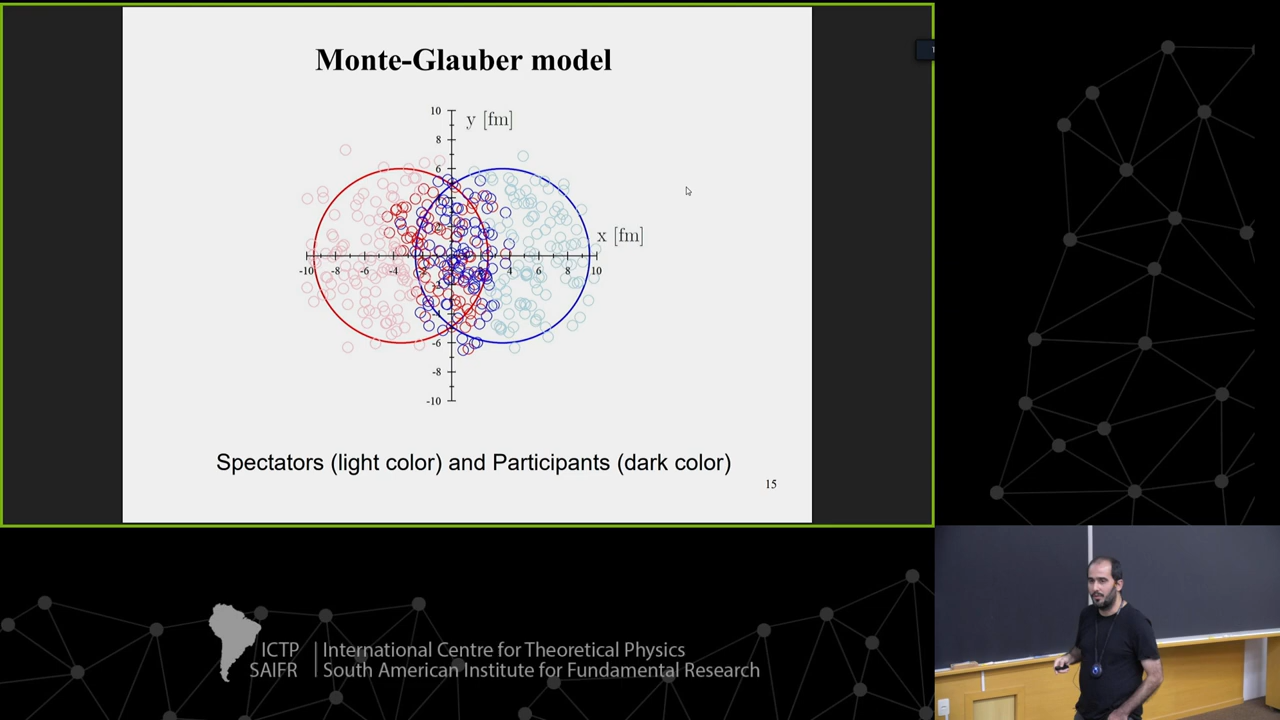 Monte-Glauber model
10
y [fm]
8
6
x [fm]
-10
-8
-6
-4
4
6
8
10
-4
-6
-8
-10
Spectators (light color) and Participants (dark color)
15
ICTP
International Centre for Theoretical Physics
SAIFR
South American Institute for Fundamental Research